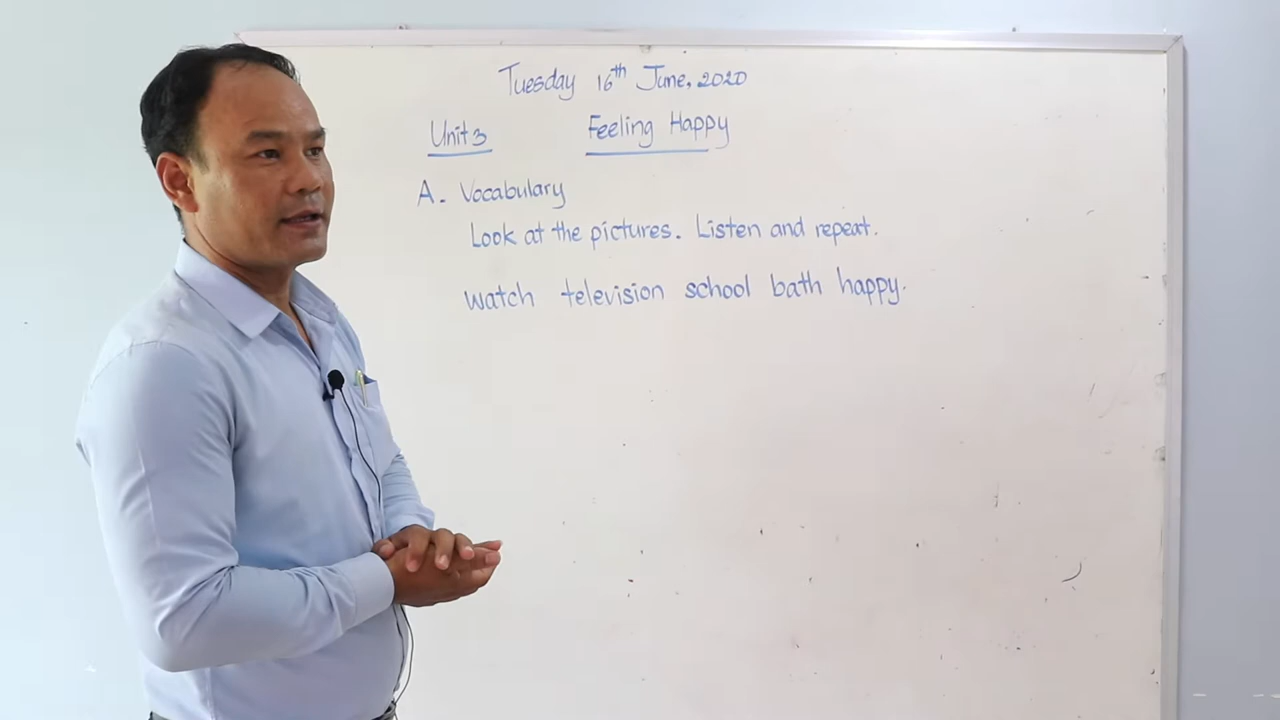 Tuesday 16th June, 2020
Unit 3 Feeling Happy
A. Vocabulary
Look at the pictures. Listen and repeat.
watch television school bath happy.